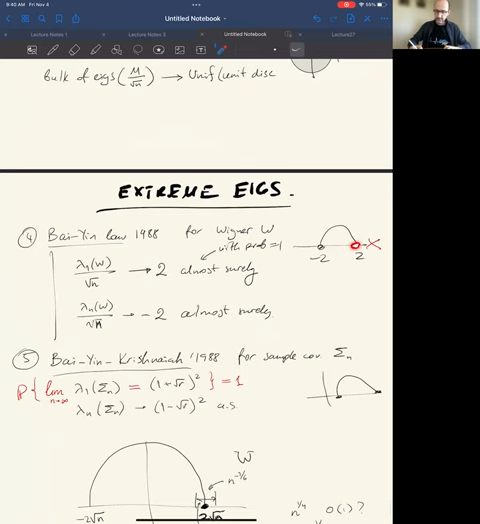 9:40 AM Fri Nov 4
55%
Untitled Notebook
Lecture Notes 1
Lecture Notes 3
Untitled Notebook
Lecture27
Bulk of eigs (M/√n) → Unif(unit disc
EXTREME EIGS.
④ Bai-Yin law 1988 for Wigner W
with prob=1
λ₁(W)/√n → 2 almost surely
λₙ(W)/√n → -2 almost surely
-2 2
⑤ Bai-Yin-Krishnaiah '1988 for sample cov. Σₙ
P{ lim n→∞ λ₁(Σₙ) = (1+√r)² } = 1
λₙ(Σₙ) → (1-√r)² a.s
W
n^(-1/6)
-2√n 2√n
n^(1/4) O(1)?